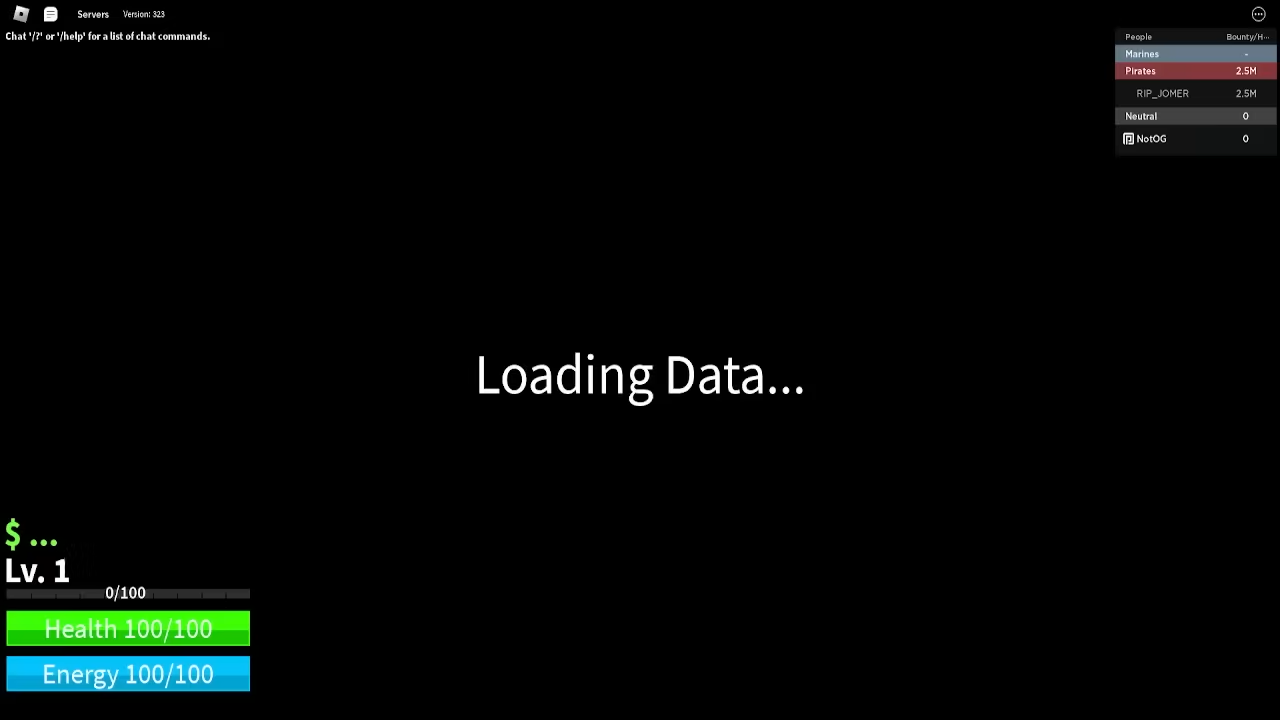 Servers Version: 323
Chat '/?' or '/help' for a list of chat commands.
People Bounty/H...
Marines -
Pirates 2.5M
RIP_JOMER 2.5M
Neutral 0
NotOG 0
Loading Data...
$ ...
Lv. 1
0/100
Health 100/100
Energy 100/100